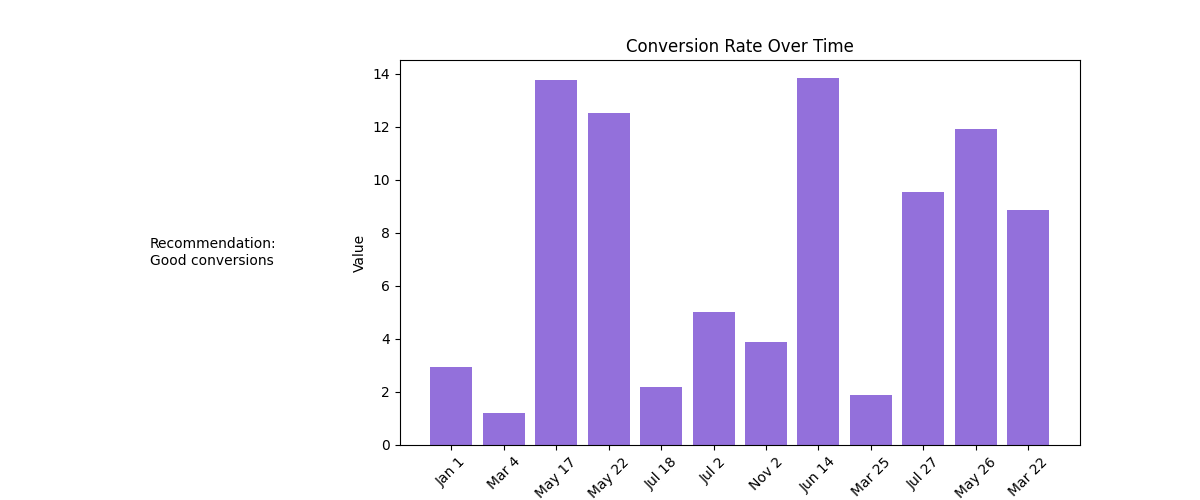 Conversion Rate Over Time
Recommendation:
Good conversions
Value
14
12
10
8
6
4
2
0
Jan 1
Mar 4
May 17
May 22
Jul 18
Jul 2
Nov 2
Jun 14
Mar 25
Jul 27
May 26
Mar 22